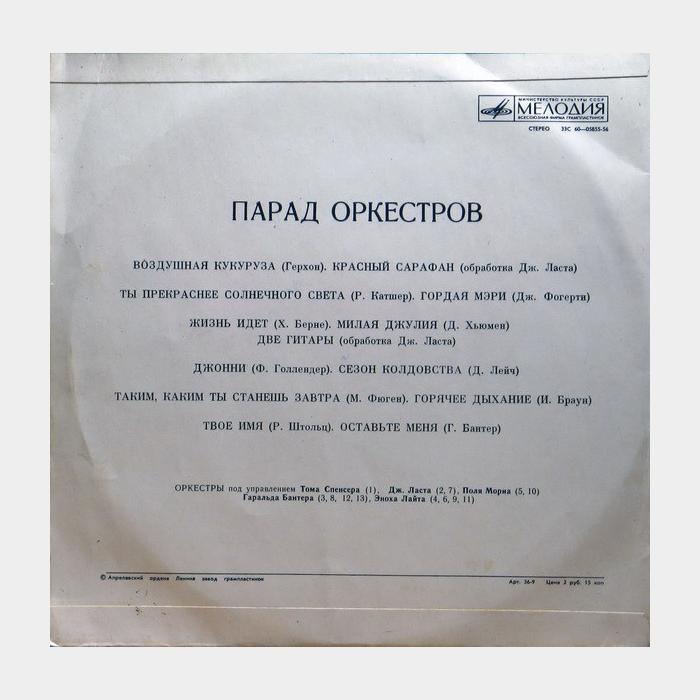 МИНИСТЕРСТВО КУЛЬТУРЫ СССР
МЕЛОДИЯ
ВСЕСОЮЗНАЯ ФИРМА ГРАМПЛАСТИНОК
СТЕРЕО 33С 60—05855-56
ПАРАД ОРКЕСТРОВ
ВОЗДУШНАЯ КУКУРУЗА (Герхон). КРАСНЫЙ САРАФАН (обработка Дж. Ласта)
ТЫ ПРЕКРАСНЕЕ СОЛНЕЧНОГО СВЕТА (Р. Катшер). ГОРДАЯ МЭРИ (Дж. Фогерти)
ЖИЗНЬ ИДЕТ (Х. Берне). МИЛАЯ ДЖУЛИЯ (Д. Хьюмен)
ДВЕ ГИТАРЫ (обработка Дж. Ласта)
ДЖОННИ (Ф. Голлендер). СЕЗОН КОЛДОВСТВА (Д. Лейч)
ТАКИМ, КАКИМ ТЫ СТАНЕШЬ ЗАВТРА (М. Фюген). ГОРЯЧЕЕ ДЫХАНИЕ (И. Браун)
ТВОЕ ИМЯ (Р. Штольц). ОСТАВЬТЕ МЕНЯ (Г. Бантер)
ОРКЕСТРЫ под управлением Тома Спенсера (1), Дж. Ласта (2, 7), Поля Мориа (5, 10)
Гаральда Бантера (3, 8, 12, 13), Эноха Лайта (4, 6, 9, 11)
© Апрелевский ордена Ленина завод грампластинок Арт. 36-9 Цена 2 руб. 15 коп